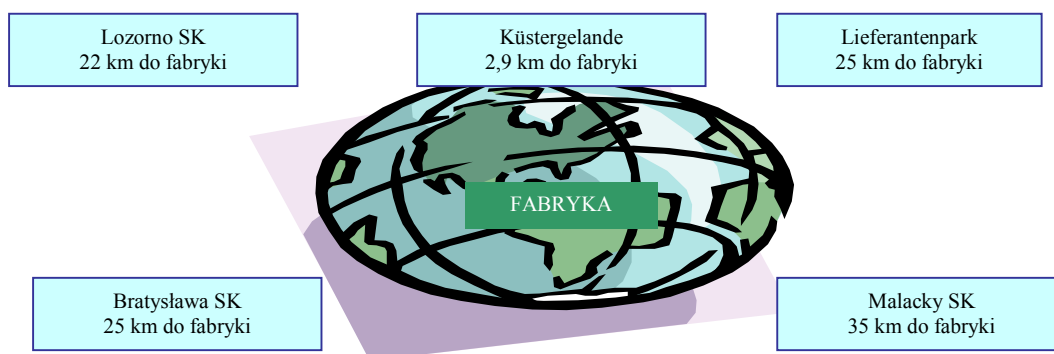 Lozorno SK
22 km do fabryki
Küstergelande
2,9 km do fabryki
Lieferantenpark
25 km do fabryki
FABRYKA
Bratysława SK
25 km do fabryki
Malacky SK
35 km do fabryki